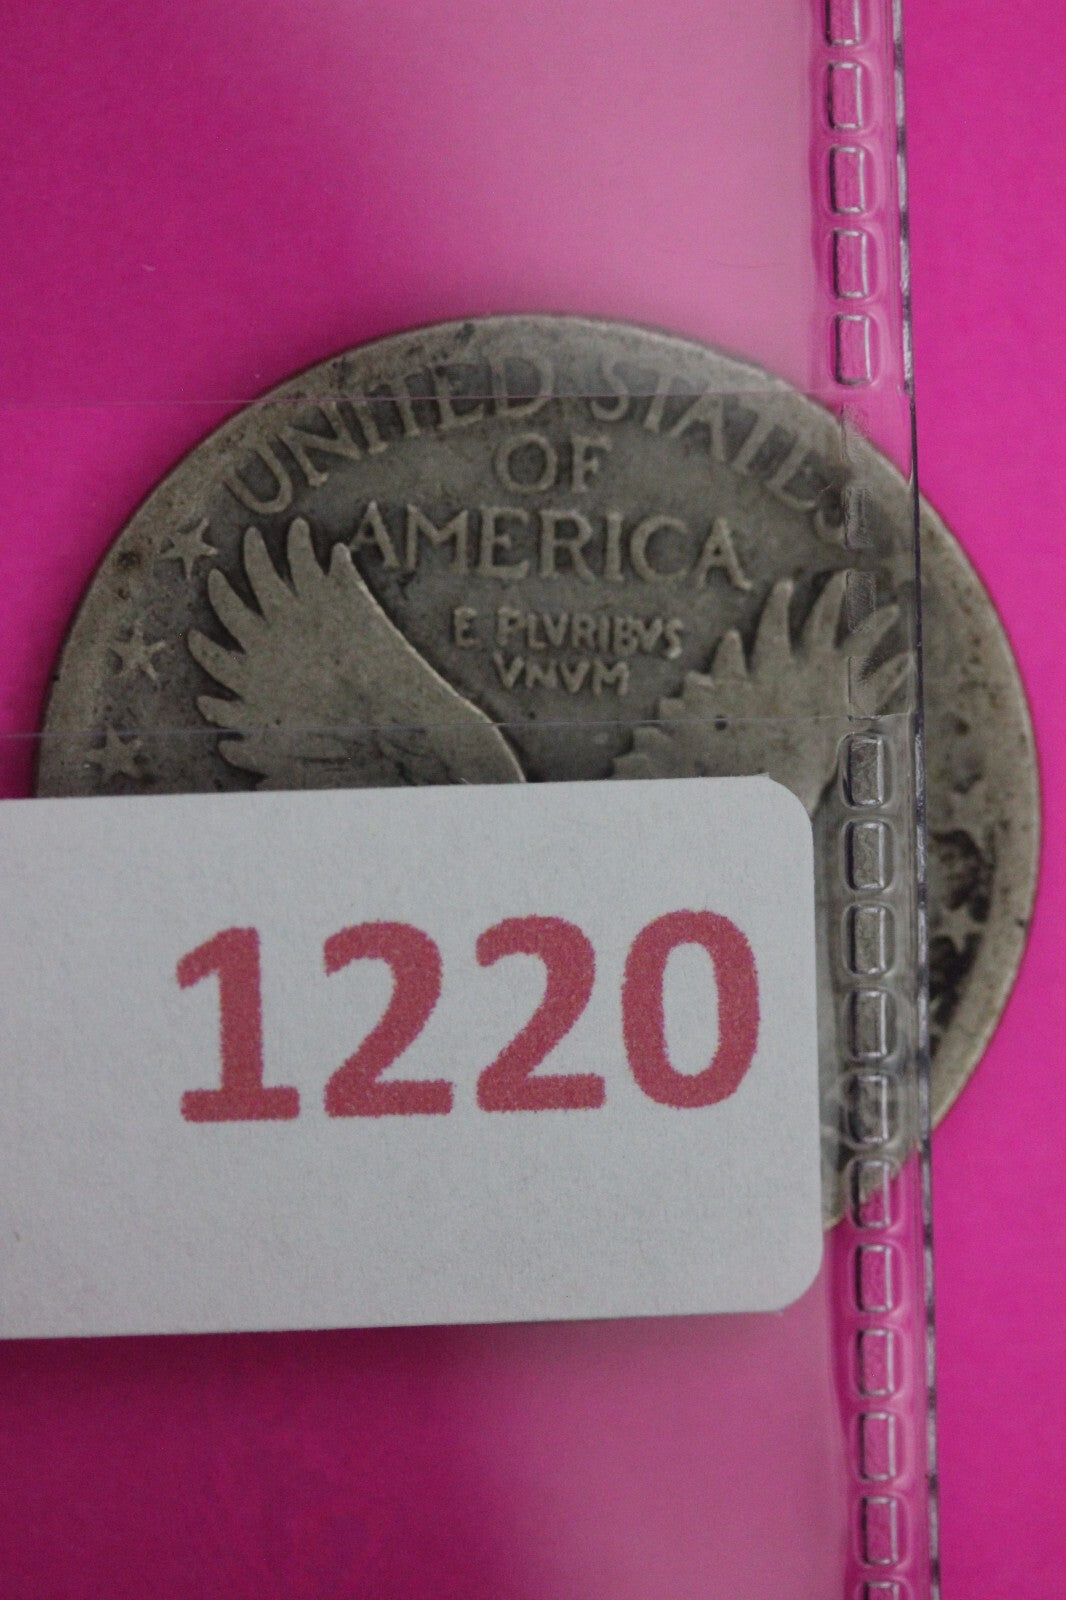 UNITED STATES
OF
AMERICA
E PLVRIBVS
VNVM
1220